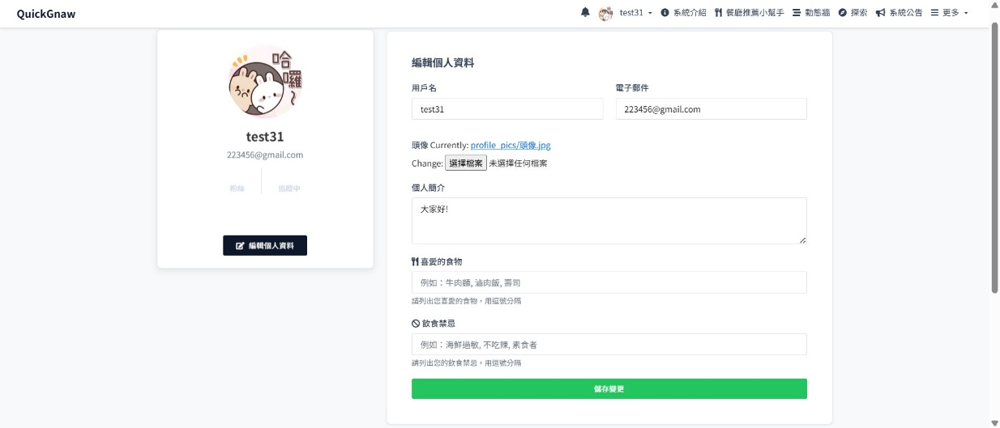 QuickGnaw
test31 系統介紹 餐廳推薦小幫手 動態牆 探索 系統公告 更多
哈
囉
test31
223456@gmail.com
粉絲 追蹤中
編輯個人資料
編輯個人資料
用戶名 電子郵件
test31 223456@gmail.com
頭像 Currently: profile_pics/頭像.jpg
Change: 選擇檔案 未選擇任何檔案
個人簡介
大家好!
喜愛的食物
例如：牛肉麵, 滷肉飯, 壽司
請列出您喜愛的食物，用逗號分隔
飲食禁忌
例如：海鮮過敏, 不吃辣, 素食者
請列出您的飲食禁忌，用逗號分隔
儲存變更